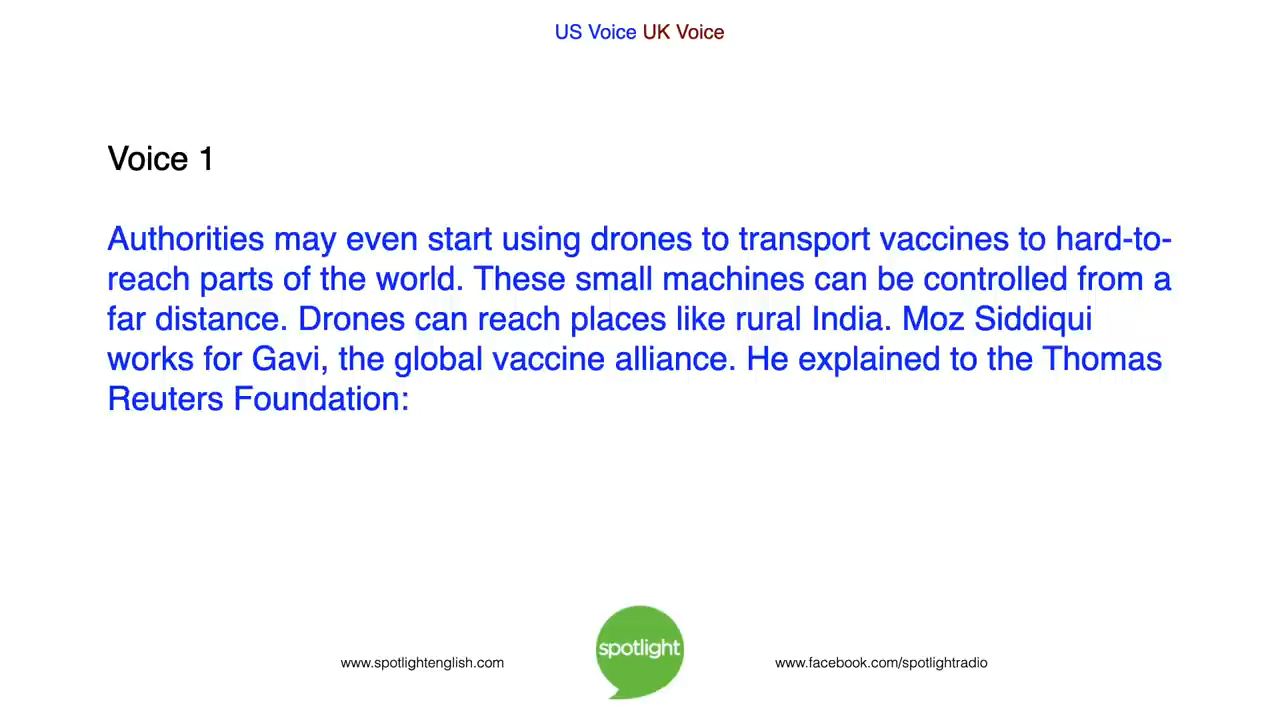 US Voice UK Voice
Voice 1
Authorities may even start using drones to transport vaccines to hard-to-
reach parts of the world. These small machines can be controlled from a
far distance. Drones can reach places like rural India. Moz Siddiqui
works for Gavi, the global vaccine alliance. He explained to the Thomas
Reuters Foundation:
spotlight
www.spotlightenglish.com
www.facebook.com/spotlightradio